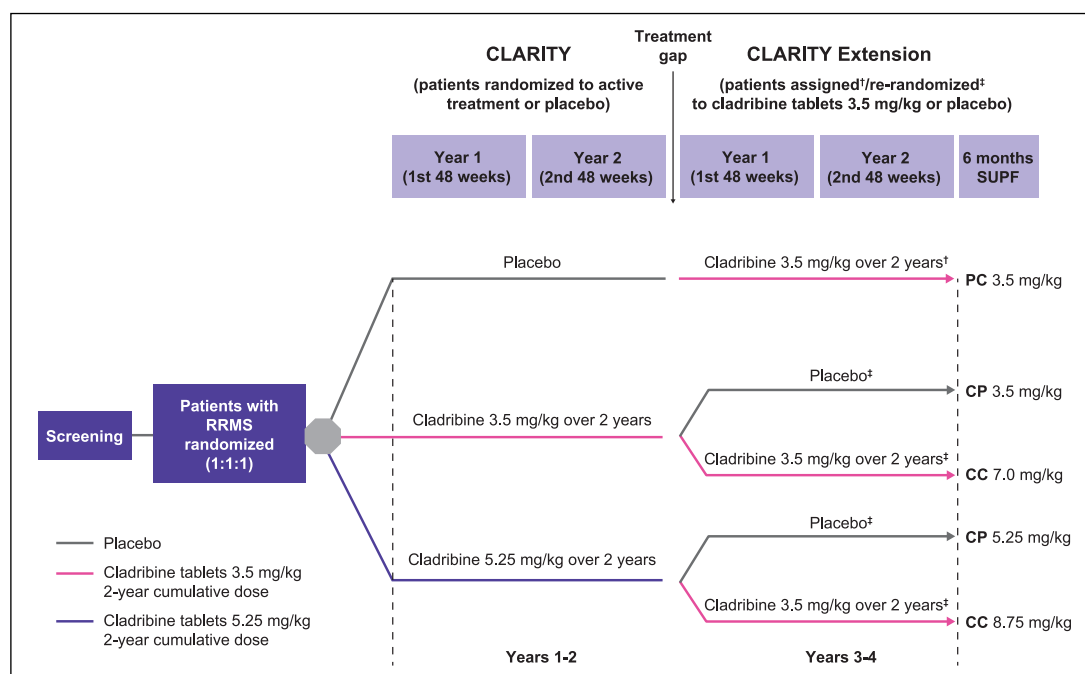 CLARITY
(patients randomized to active
treatment or placebo)
Treatment
gap
CLARITY Extension
(patients assigned†/re-randomized‡
to cladribine tablets 3.5 mg/kg or placebo)
Year 1
(1st 48 weeks)
Year 2
(2nd 48 weeks)
Year 1
(1st 48 weeks)
Year 2
(2nd 48 weeks)
6 months
SUPF
Placebo
Cladribine 3.5 mg/kg over 2 years†
PC 3.5 mg/kg
Placebo‡
CP 3.5 mg/kg
Screening
Patients with
RRMS
randomized
(1:1:1)
Cladribine 3.5 mg/kg over 2 years
Cladribine 3.5 mg/kg over 2 years‡
CC 7.0 mg/kg
Placebo‡
CP 5.25 mg/kg
Cladribine 5.25 mg/kg over 2 years
Cladribine 3.5 mg/kg over 2 years‡
CC 8.75 mg/kg
Placebo
Cladribine tablets 3.5 mg/kg
2-year cumulative dose
Cladribine tablets 5.25 mg/kg
2-year cumulative dose
Years 1-2
Years 3-4